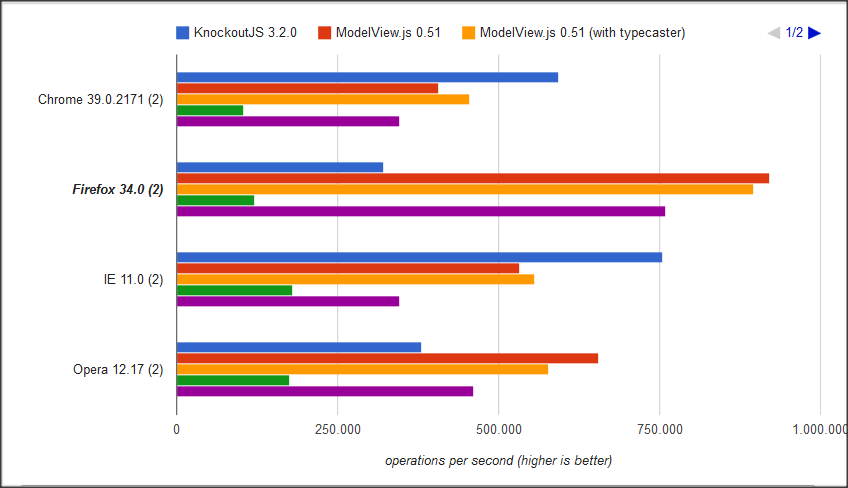 KnockoutJS 3.2.0 ModelView.js 0.51 ModelView.js 0.51 (with typecaster) 1/2
Chrome 39.0.2171 (2)
Firefox 34.0 (2)
IE 11.0 (2)
Opera 12.17 (2)
0 250.000 500.000 750.000 1.000.000
operations per second (higher is better)